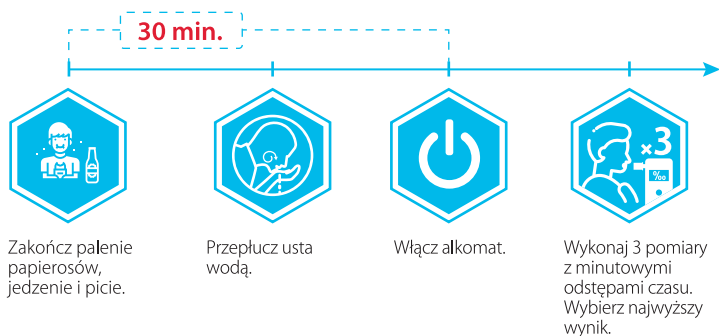 30 min.
×3
‰
Zakończ palenie
papierosów,
jedzenie i picie.
Przepłucz usta
wodą.
Włącz alkomat.
Wykonaj 3 pomiary
z minutowymi
odstępami czasu.
Wybierz najwyższy
wynik.